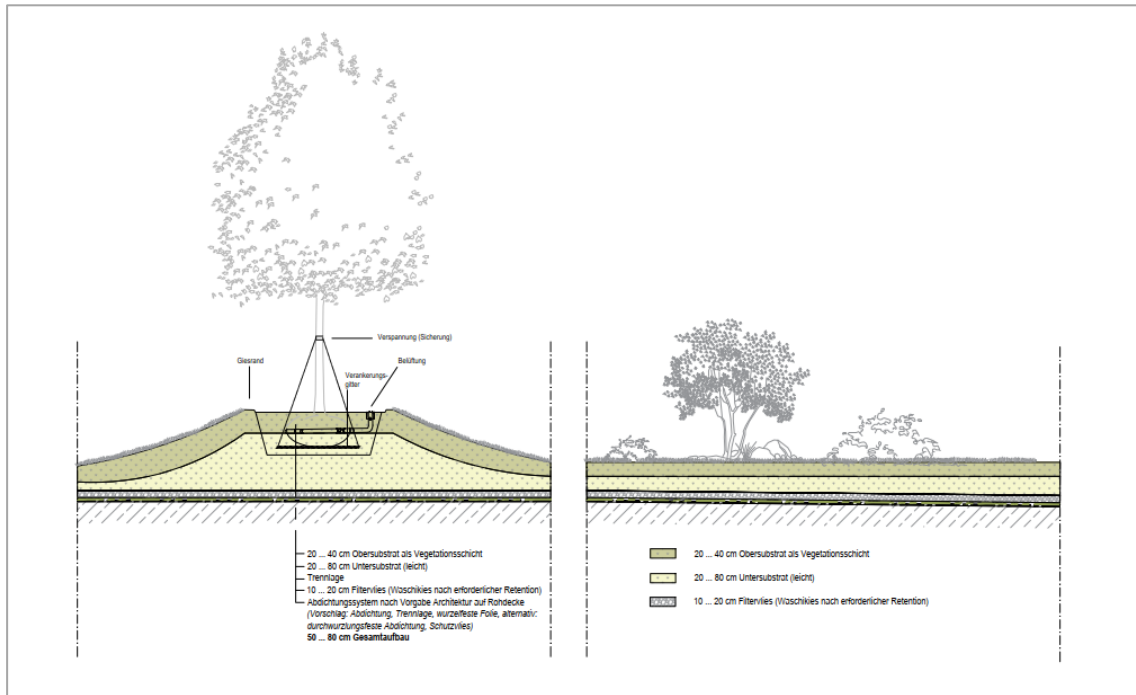 Verspannung (Sicherung)
Giesrand
Belüftung
Verankerungs-
gitter
20 ... 40 cm Obersubstrat als Vegetationsschicht
20 ... 80 cm Untersubstrat (leicht)
Trennlage
10 ... 20 cm Filtervlies (Waschkies nach erforderlicher Retention)
Abdichtungssystem nach Vorgabe Architektur auf Rohdecke
(Vorschlag: Abdichtung, Trennlage, wurzelfeste Folie, alternativ:
durchwurzlungsfeste Abdichtung, Schutzvlies)
50 ... 80 cm Gesamtaufbau
20 ... 40 cm Obersubstrat als Vegetationsschicht
20 ... 80 cm Untersubstrat (leicht)
10 ... 20 cm Filtervlies (Waschkies nach erforderlicher Retention)